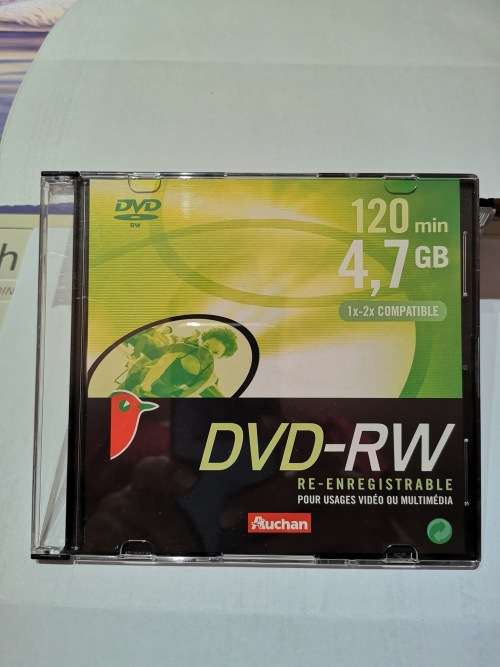 DVD
RW
120 min
4,7 GB
1x-2x COMPATIBLE
h
DVD-RW
RE-ENREGISTRABLE
POUR USAGES VIDÉO OU MULTIMÉDIA
Auchan